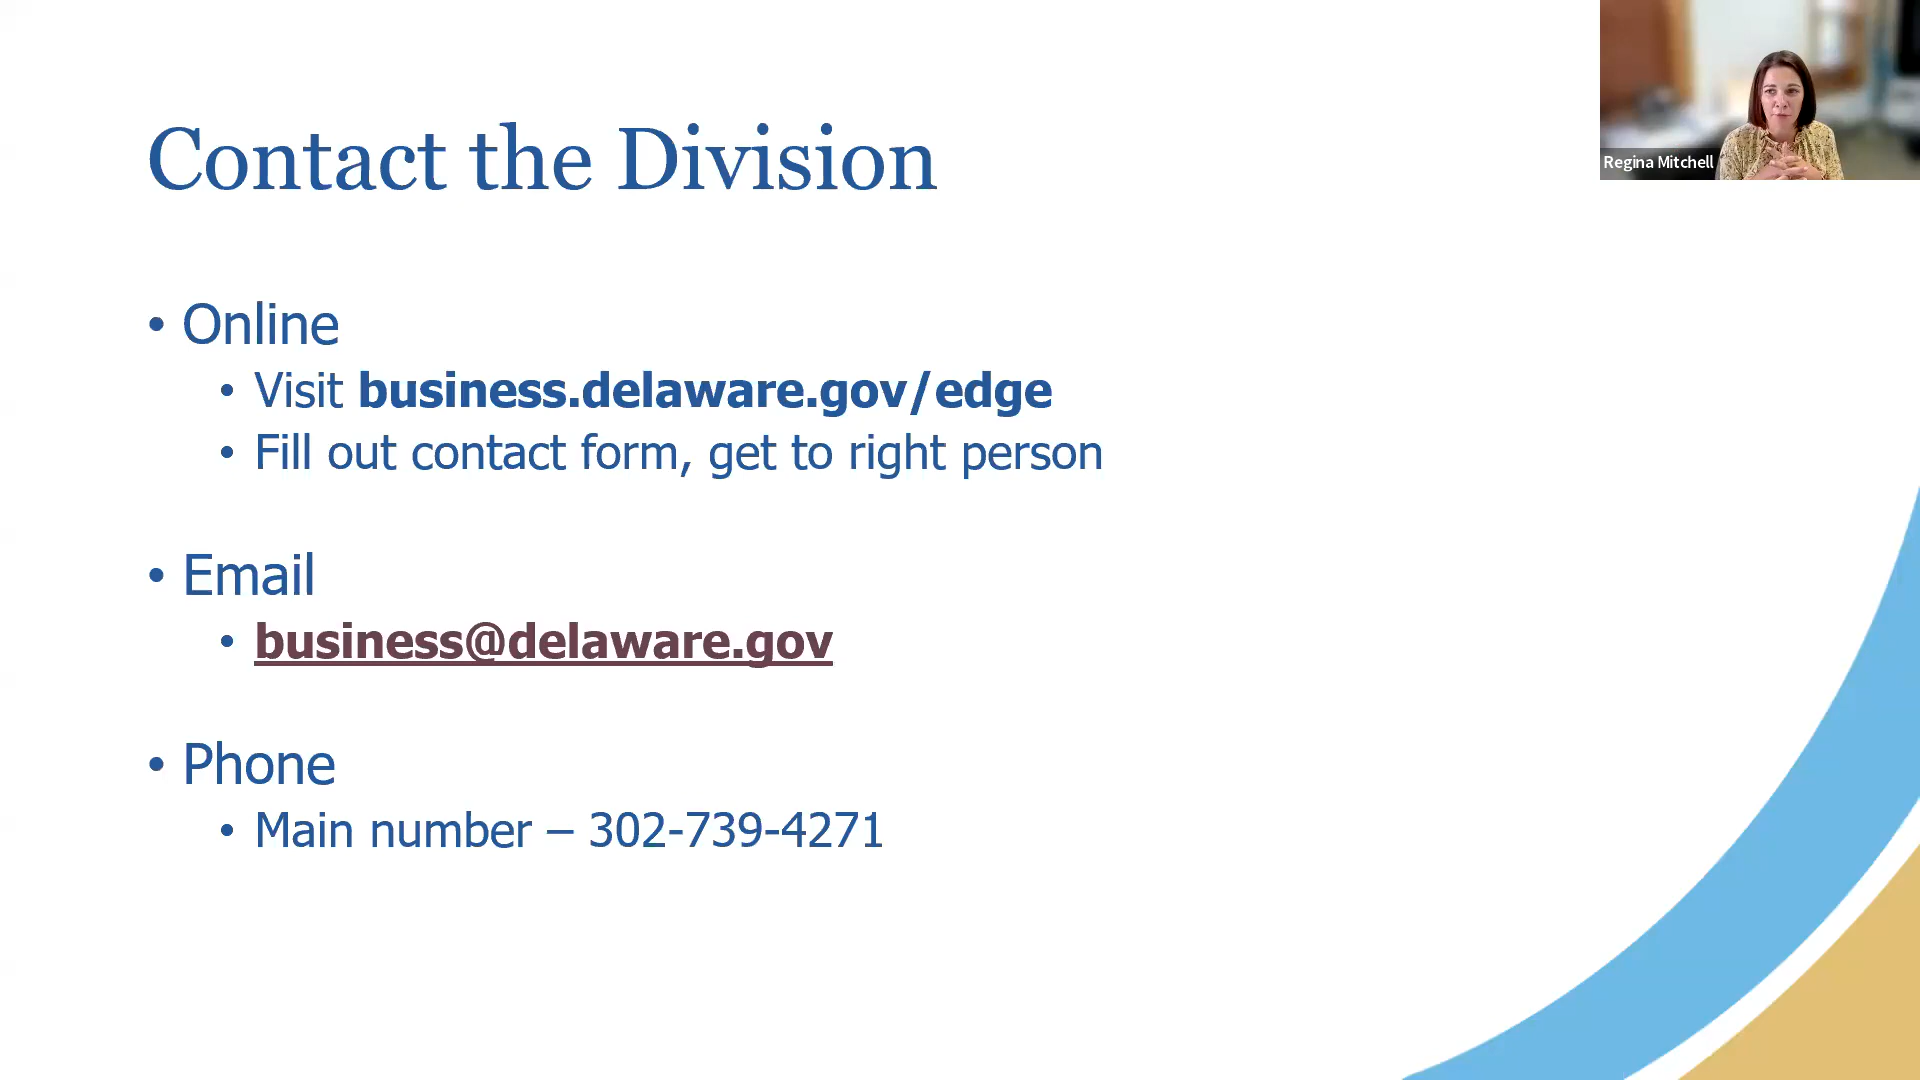 Contact the Division
Regina Mitchell
• Online
• Visit business.delaware.gov/edge
• Fill out contact form, get to right person
• Email
• business@delaware.gov
• Phone
• Main number – 302-739-4271